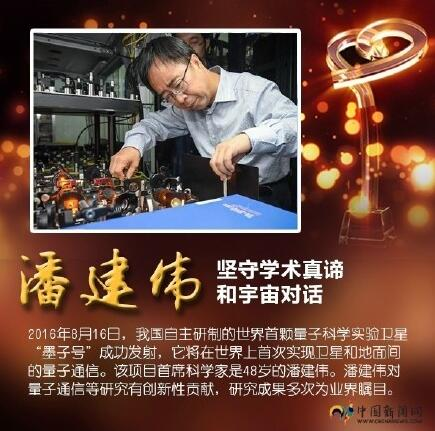 潘建伟
坚守学术真谛
和宇宙对话
2016年8月16日，我国自主研制的世界首颗量子科学实验卫星
“墨子号”成功发射，它将在世界上首次实现卫星和地面间
的量子通信。该项目首席科学家是48岁的潘建伟。潘建伟对
量子通信等研究有创新性贡献，研究成果多次为业界瞩目。
中国新闻网
WWW.CHINANEWS.COM